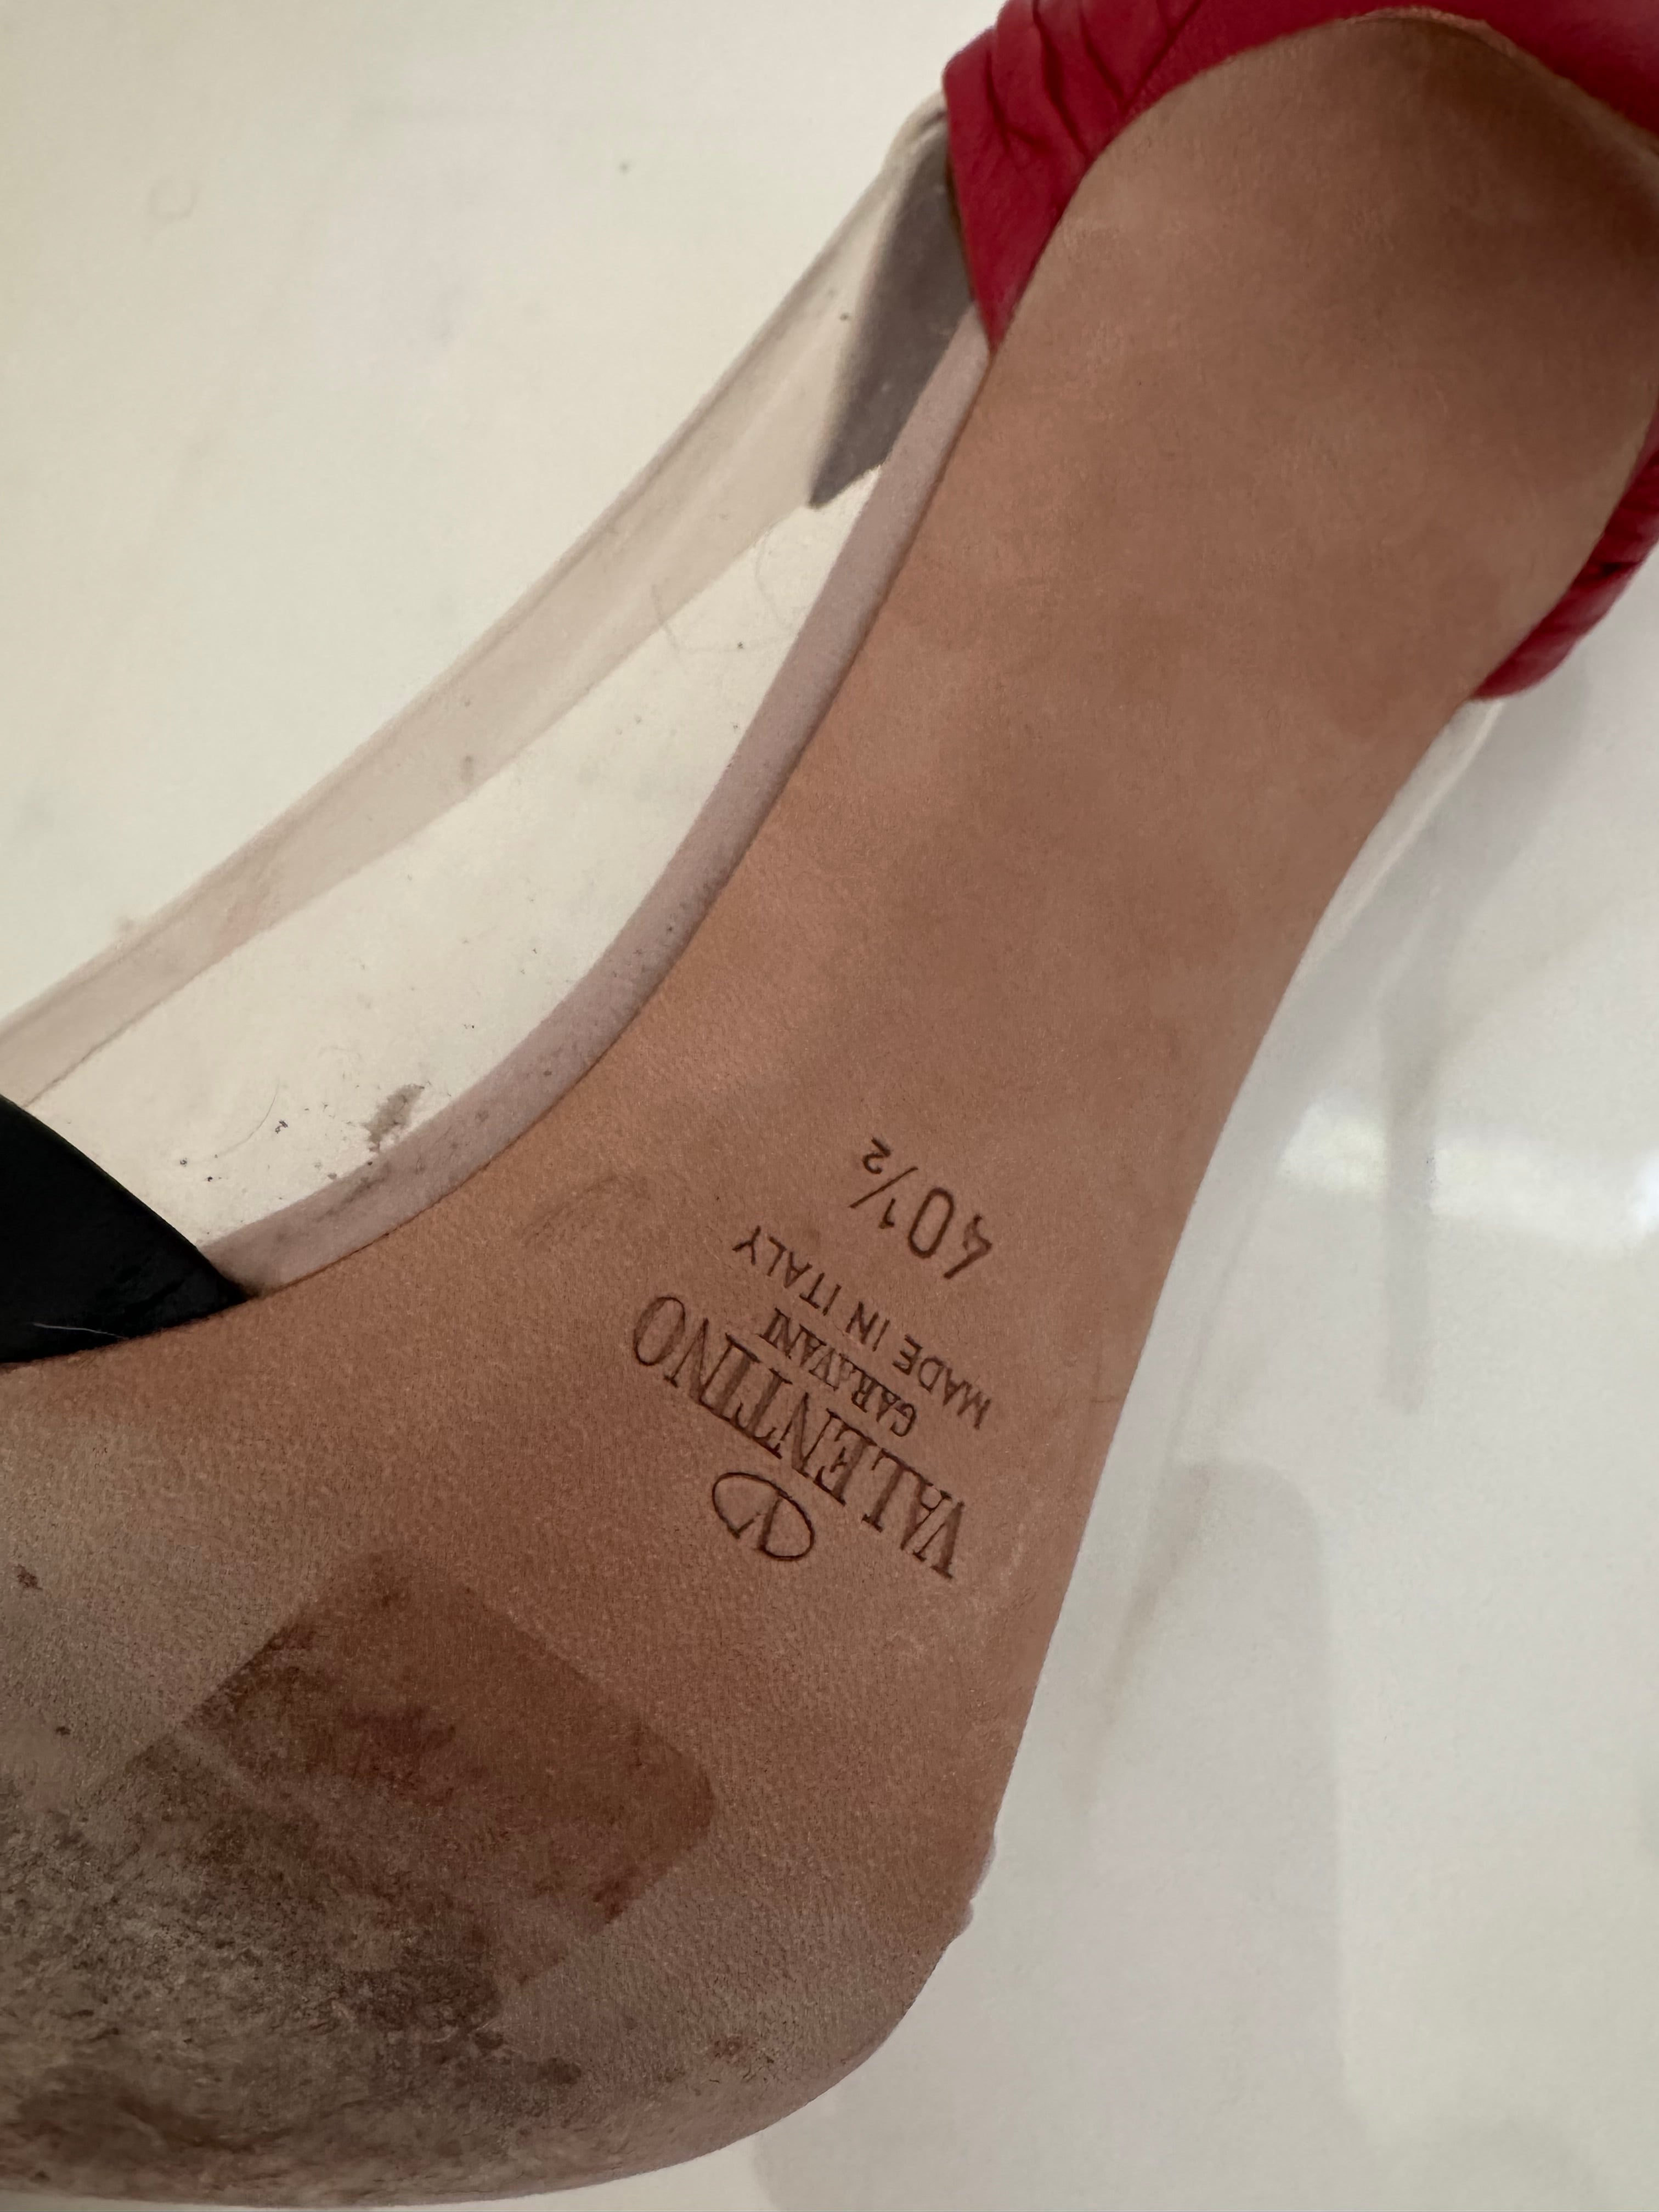 V
VALENTINO
GARAVANI
MADE IN ITALY
40½